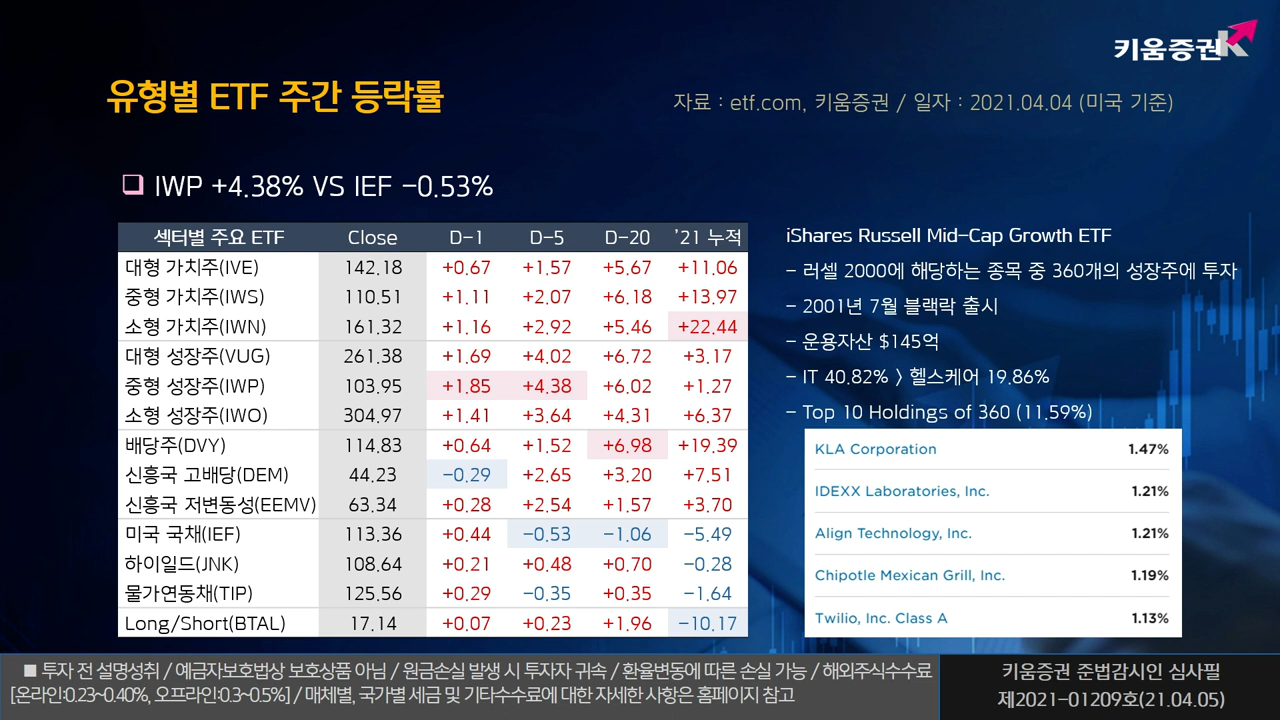 키움증권
유형별 ETF 주간 등락률
자료 : etf.com, 키움증권 / 일자 : 2021.04.04 (미국 기준)
❑ IWP +4.38% VS IEF -0.53%
섹터별 주요 ETF Close D-1 D-5 D-20 ’21 누적
대형 가치주(IVE) 142.18 +0.67 +1.57 +5.67 +11.06
중형 가치주(IWS) 110.51 +1.11 +2.07 +6.18 +13.97
소형 가치주(IWN) 161.32 +1.16 +2.92 +5.46 +22.44
대형 성장주(VUG) 261.38 +1.69 +4.02 +6.72 +3.17
중형 성장주(IWP) 103.95 +1.85 +4.38 +6.02 +1.27
소형 성장주(IWO) 304.97 +1.41 +3.64 +4.31 +6.37
배당주(DVY) 114.83 +0.64 +1.52 +6.98 +19.39
신흥국 고배당(DEM) 44.23 -0.29 +2.65 +3.20 +7.51
신흥국 저변동성(EEMV) 63.34 +0.28 +2.54 +1.57 +3.70
미국 국채(IEF) 113.36 +0.44 -0.53 -1.06 -5.49
하이일드(JNK) 108.64 +0.21 +0.48 +0.70 -0.28
물가연동채(TIP) 125.56 +0.29 -0.35 +0.35 -1.64
Long/Short(BTAL) 17.14 +0.07 +0.23 +1.96 -10.17
iShares Russell Mid-Cap Growth ETF
- 러셀 2000에 해당하는 종목 중 360개의 성장주에 투자
- 2001년 7월 블랙락 출시
- 운용자산 $145억
- IT 40.82% > 헬스케어 19.86%
- Top 10 Holdings of 360 (11.59%)
KLA Corporation 1.47%
IDEXX Laboratories, Inc. 1.21%
Align Technology, Inc. 1.21%
Chipotle Mexican Grill, Inc. 1.19%
Twilio, Inc. Class A 1.13%
■ 투자 전 설명성취 / 예금자보호법상 보호상품 아님 / 원금손실 발생 시 투자자 귀속 / 환율변동에 따른 손실 가능 / 해외주식수수료
[온라인:0.23~0.40%, 오프라인:0.3~0.5%] / 매체별, 국가별 세금 및 기타수수료에 대한 자세한 사항은 홈페이지 참고
키움증권 준법감시인 심사필
제2021-01209호(21.04.05)